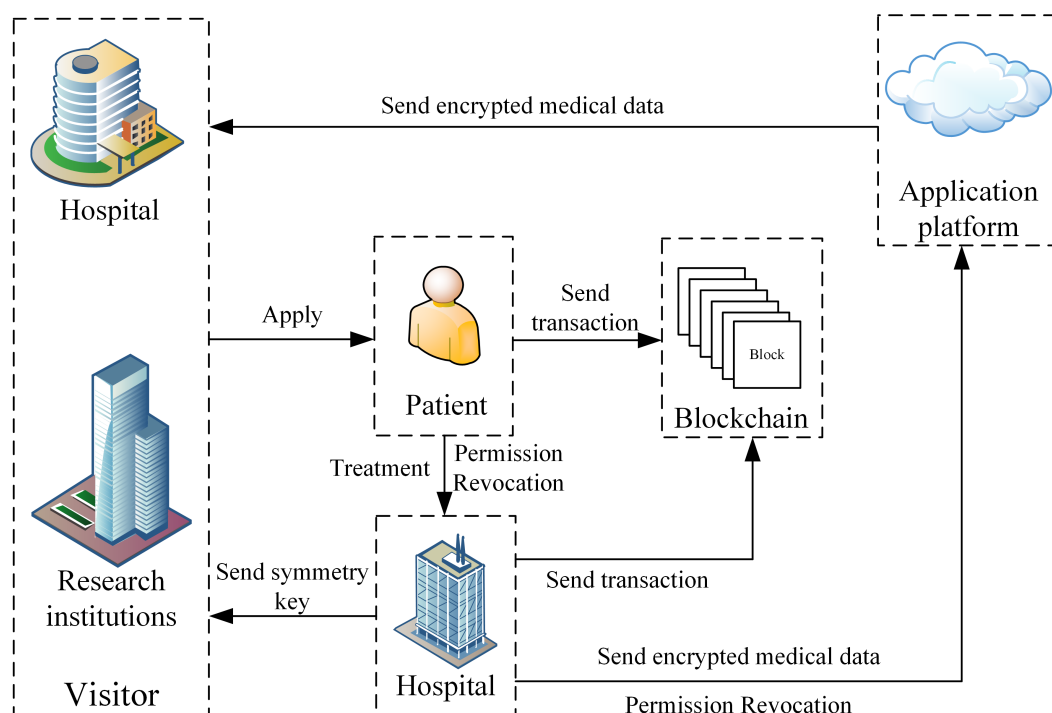 Send encrypted medical data
Hospital
Application
platform
Apply
Send
transaction
Block
Patient
Blockchain
Treatment
Permission
Revocation
Research
institutions
Send symmetry
key
Send transaction
Hospital
Send encrypted medical data
Permission Revocation
Visitor